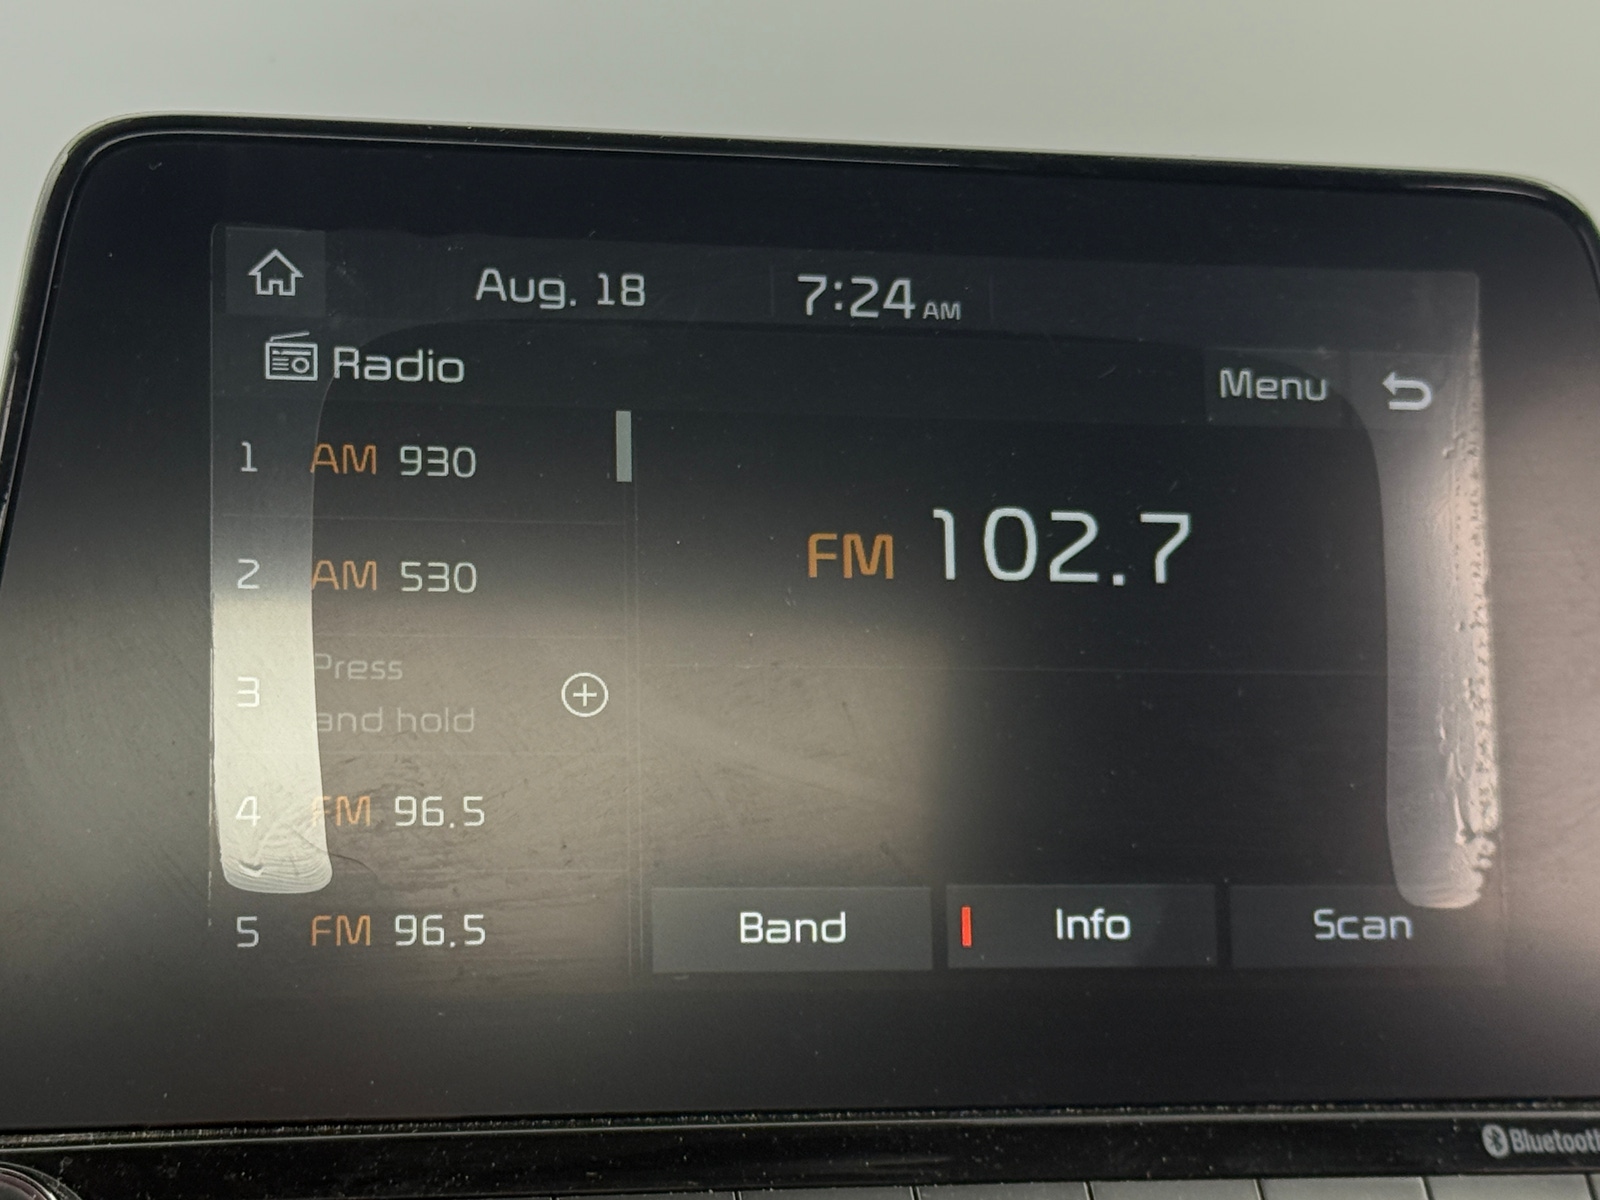 Aug. 18 7:24 AM
Radio Menu
1 AM 930
FM 102.7
2 AM 530
3 Press
and hold
4 FM 96.5
5 FM 96.5
Band Info Scan
Bluetooth